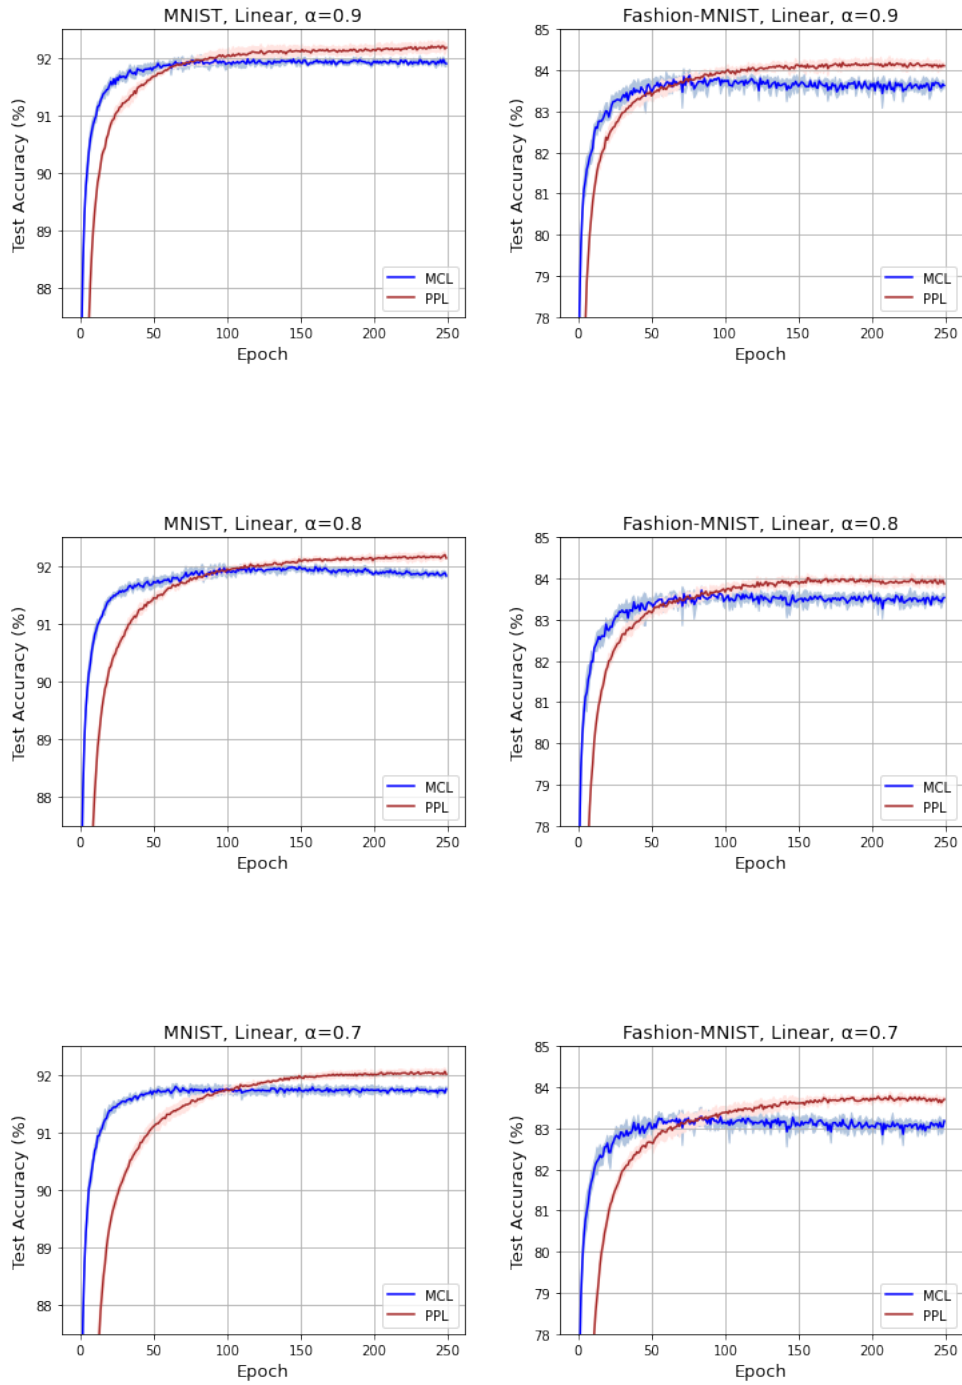 MNIST, Linear, α=0.9
Test Accuracy (%)
92
91
90
89
88
0 50 100 150 200 250
Epoch
MCL
PPL
Fashion-MNIST, Linear, α=0.9
Test Accuracy (%)
85
84
83
82
81
80
79
78
0 50 100 150 200 250
Epoch
MCL
PPL
MNIST, Linear, α=0.8
Test Accuracy (%)
92
91
90
89
88
0 50 100 150 200 250
Epoch
MCL
PPL
Fashion-MNIST, Linear, α=0.8
Test Accuracy (%)
85
84
83
82
81
80
79
78
0 50 100 150 200 250
Epoch
MCL
PPL
MNIST, Linear, α=0.7
Test Accuracy (%)
92
91
90
89
88
0 50 100 150 200 250
Epoch
MCL
PPL
Fashion-MNIST, Linear, α=0.7
Test Accuracy (%)
85
84
83
82
81
80
79
78
0 50 100 150 200 250
Epoch
MCL
PPL